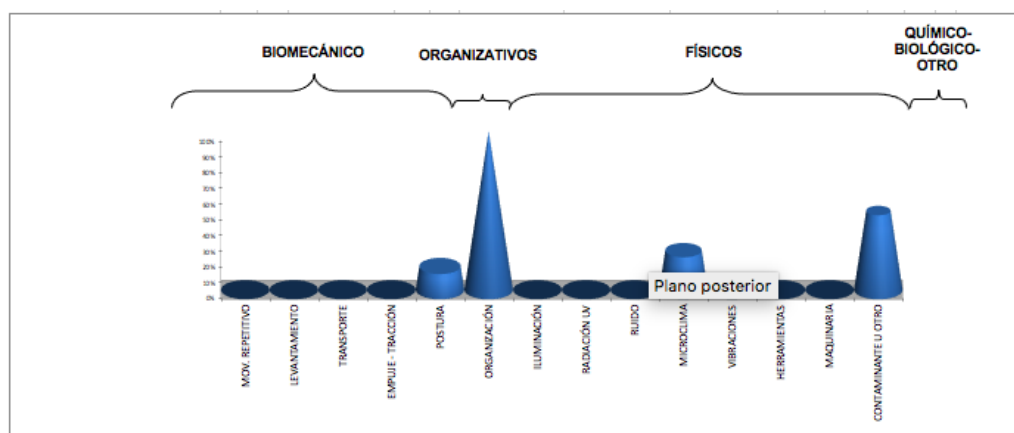 BIOMECÁNICO
ORGANIZATIVOS
FÍSICOS
QUÍMICO-
BIOLÓGICO-
OTRO
100%
90%
80%
70%
60%
50%
40%
30%
20%
10%
0%
Plano posterior
MOV. REPETITIVO
LEVANTAMIENTO
TRANSPORTE
EMPUJE - TRACCIÓN
POSTURA
ORGANIZACIÓN
ILUMINACIÓN
RADIACIÓN UV
RUIDO
MICROCLIMA
VIBRACIONES
HERRAMIENTAS
MAQUINARIA
CONTAMINANTE U OTRO